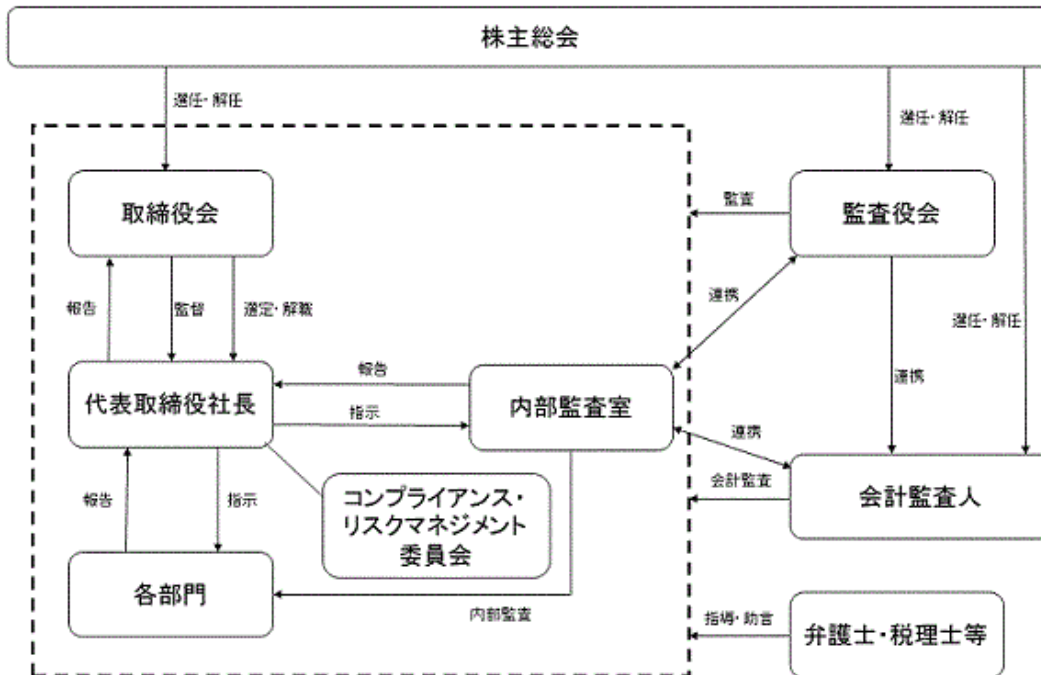 株主総会
選任・解任
選任・解任
取締役会
監査
監査役会
報告
監督
選定・解職
連携
選任・解任
代表取締役社長
報告
指示
内部監査室
連携
連携
報告
指示
コンプライアンス・
リスクマネジメント
委員会
会計監査
会計監査人
各部門
内部監査
指導・助言
弁護士・税理士等